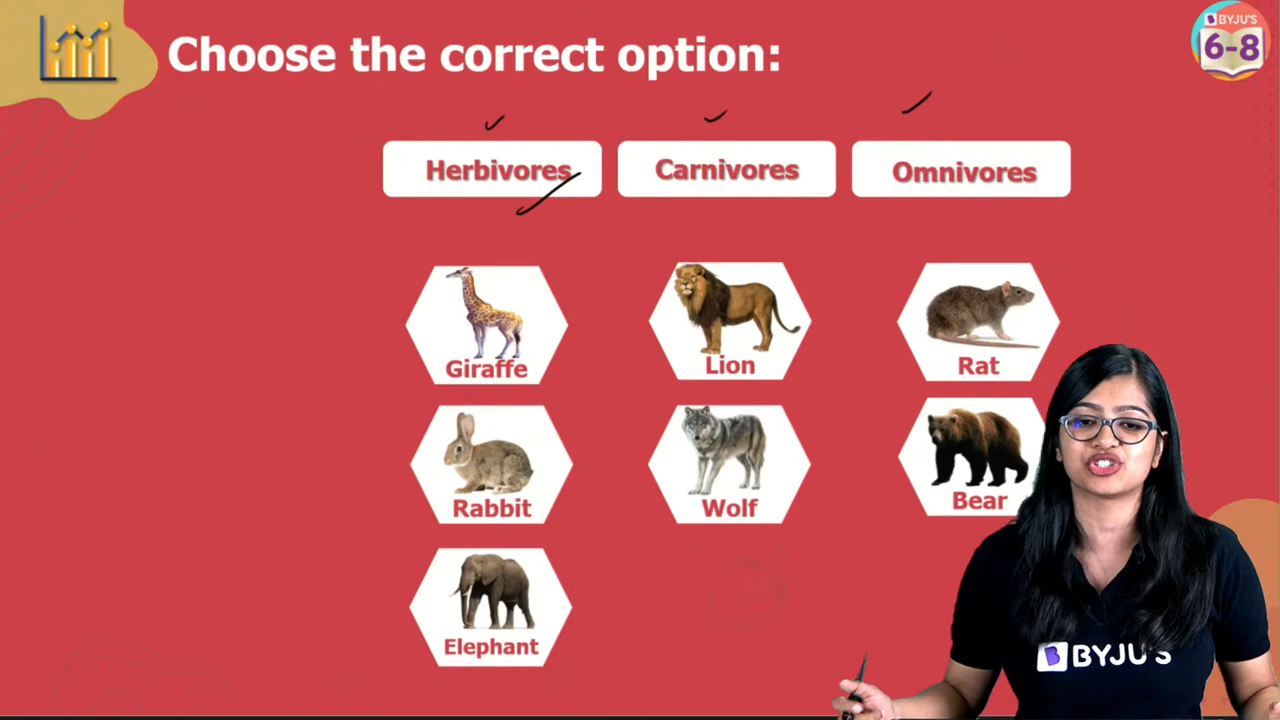 Choose the correct option:
BYJU'S
6-8
Herbivores
Carnivores
Omnivores
Giraffe
Lion
Rat
Rabbit
Wolf
Bear
Elephant
BYJU'S